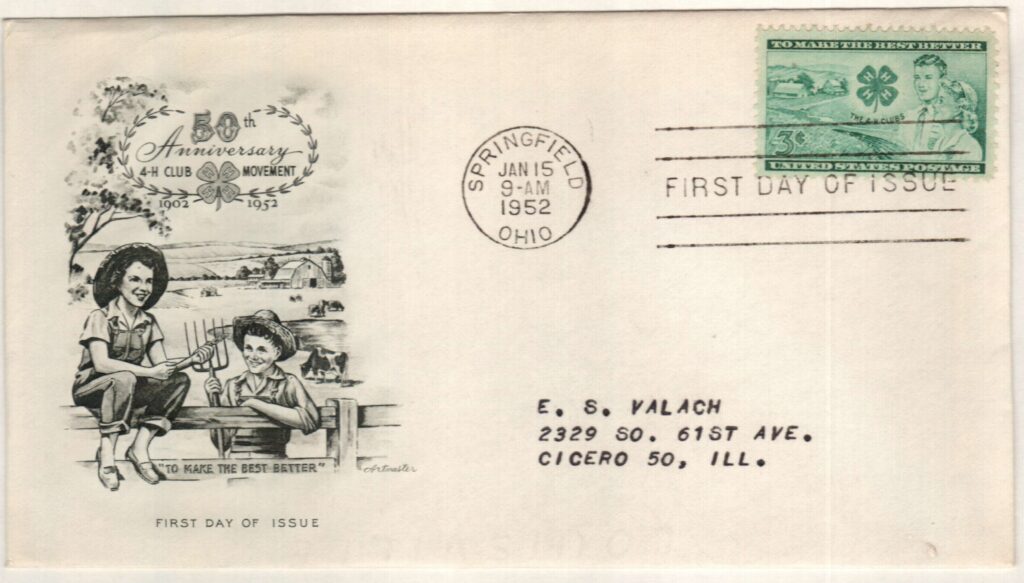 50th
Anniversary
4-H CLUB MOVEMENT
1902 1952
"TO MAKE THE BEST BETTER"
Artmaster
FIRST DAY OF ISSUE
SPRINGFIELD
JAN 15
9-AM
1952
OHIO
TO MAKE THE BEST BETTER
H H
H H
THE 4-H CLUBS
3¢
UNITED STATES POSTAGE
FIRST DAY OF ISSUE
E. S. VALACH
2329 SO. 61ST AVE.
CICERO 50, ILL.